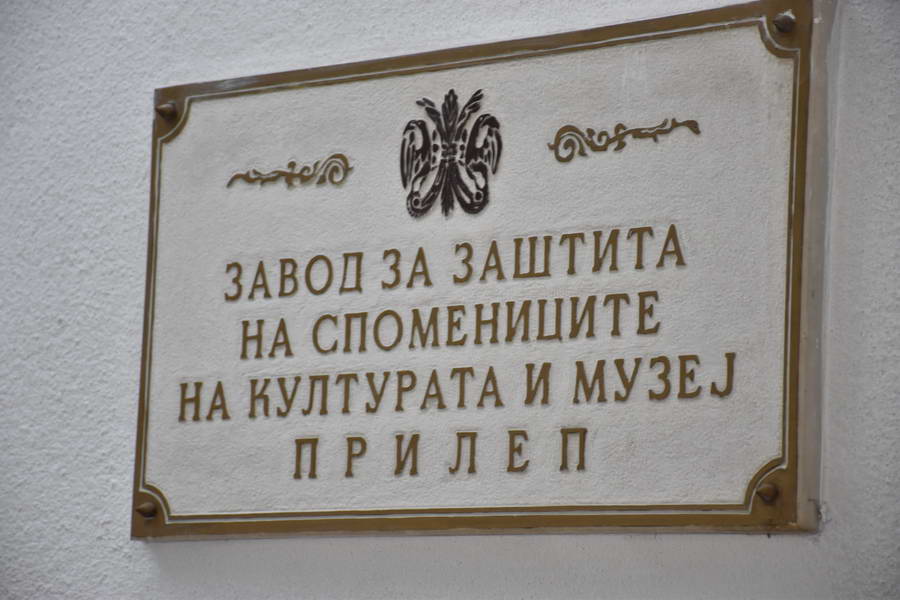 ЗАВОД ЗА ЗАШТИТА
НА СПОМЕНИЦИТЕ
НА КУЛТУРАТА И МУЗЕЈ
ПРИЛЕП